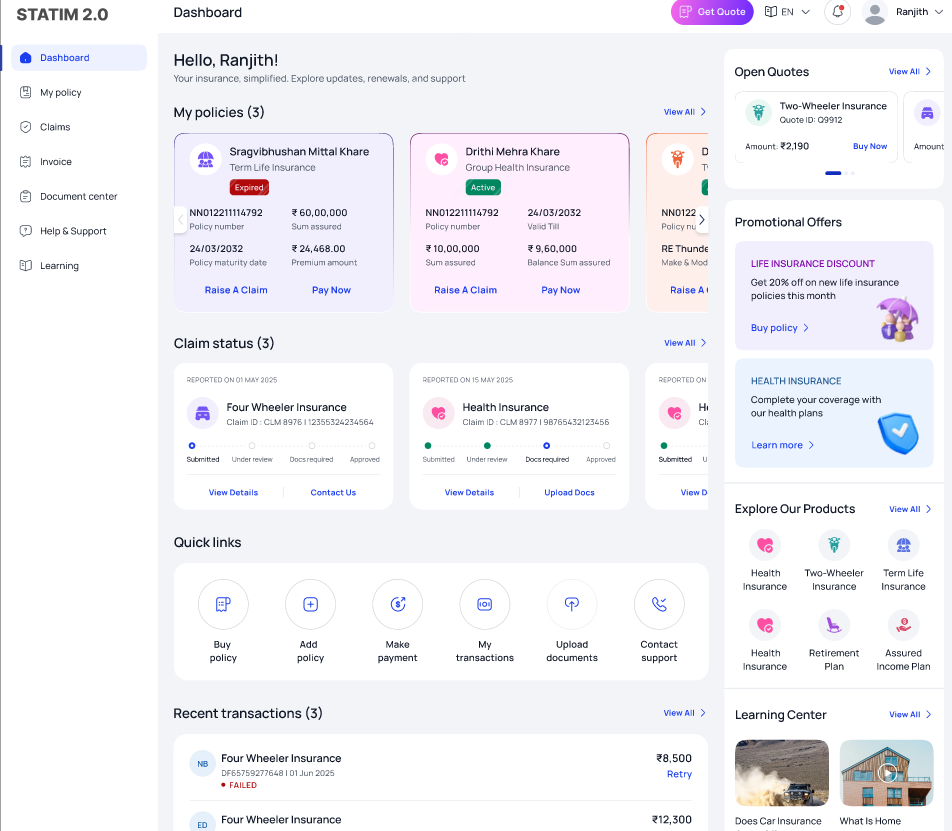 STATIM 2.0
Dashboard
Get Quote
EN
Ranjith
Dashboard
My policy
Claims
Invoice
Document center
Help & Support
Learning
Hello, Ranjith!
Your insurance, simplified. Explore updates, renewals, and support
My policies (3)
View All
Sragvibhushan Mittal Khare
Term Life Insurance
Expired
NN012211114792
₹ 60,00,000
Policy number
Sum assured
24/03/2032
₹ 24,468.00
Policy maturity date
Premium amount
Raise A Claim
Pay Now
Drithi Mehra Khare
Group Health Insurance
Active
NN012211114792
24/03/2032
Policy number
Valid Till
₹ 10,00,000
₹ 9,60,000
Sum assured
Balance Sum assured
Raise A Claim
Pay Now
D
NN0122
Policy nu
RE Thunde
Make & Mod
Raise A
Claim status (3)
View All
REPORTED ON 01 MAY 2025
Four Wheeler Insurance
Claim ID : CLM 8976 | 12355324234564
Submitted
Under review
Docs required
Approved
View Details
Contact Us
REPORTED ON 15 MAY 2025
Health Insurance
Claim ID : CLM 8977 | 98765432123456
Submitted
Under review
Docs required
Approved
View Details
Upload Docs
REPORTED ON
He
Cla
Submitted
U
View D
Quick links
Buy
policy
Add
policy
Make
payment
My
transactions
Upload
documents
Contact
support
Recent transactions (3)
View All
NB
Four Wheeler Insurance
DF65759277648 | 01 Jun 2025
FAILED
₹8,500
Retry
ED
Four Wheeler Insurance
₹12,300
Open Quotes
View All
Two-Wheeler Insurance
Quote ID: Q9912
Amount: ₹2,190
Buy Now
Amount
Promotional Offers
LIFE INSURANCE DISCOUNT
Get 20% off on new life insurance
policies this month
Buy policy
HEALTH INSURANCE
Complete your coverage with
our health plans
Learn more
Explore Our Products
View All
Health
Insurance
Two-Wheeler
Insurance
Term Life
Insurance
Health
Insurance
Retirement
Plan
Assured
Income Plan
Learning Center
View All
Does Car Insurance
What Is Home